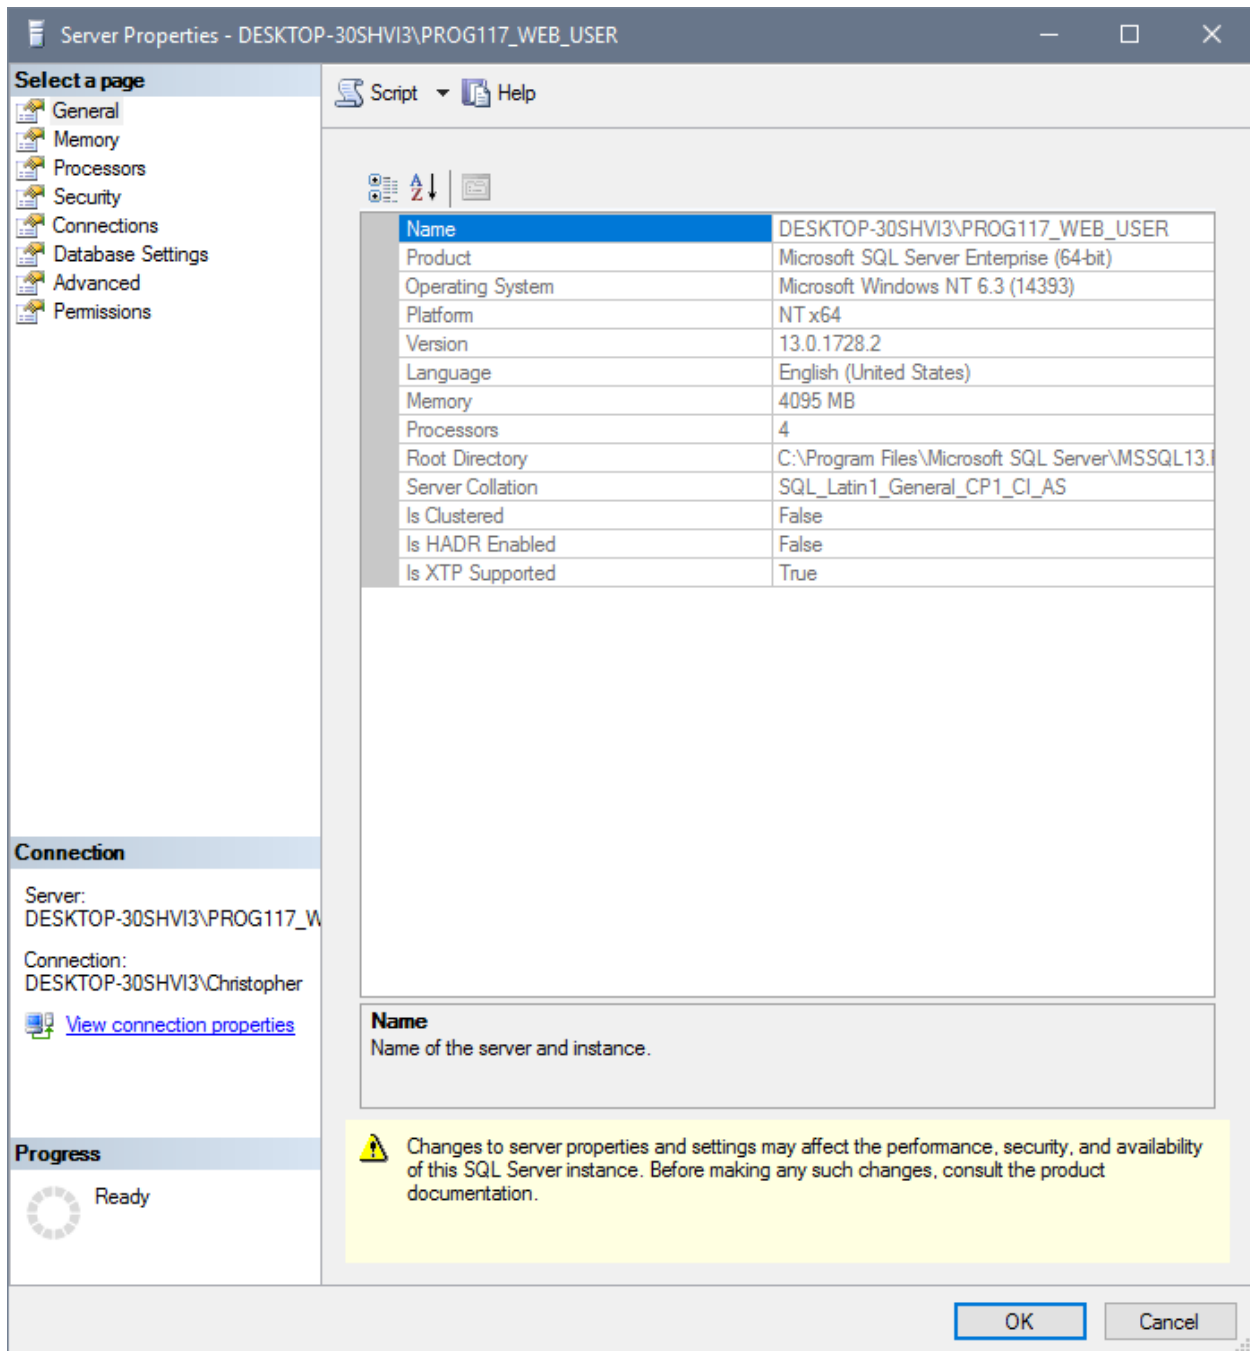 Server Properties - DESKTOP-30SHVI3\PROG117_WEB_USER
Select a page
General
Memory
Processors
Security
Connections
Database Settings
Advanced
Permissions
Script Help
Name DESKTOP-30SHVI3\PROG117_WEB_USER
Product Microsoft SQL Server Enterprise (64-bit)
Operating System Microsoft Windows NT 6.3 (14393)
Platform NT x64
Version 13.0.1728.2
Language English (United States)
Memory 4095 MB
Processors 4
Root Directory C:\Program Files\Microsoft SQL Server\MSSQL13.
Server Collation SQL_Latin1_General_CP1_CI_AS
Is Clustered False
Is HADR Enabled False
Is XTP Supported True
Connection
Server:
DESKTOP-30SHVI3\PROG117_W
Connection:
DESKTOP-30SHVI3\Christopher
View connection properties
Progress
Ready
Name
Name of the server and instance.
Changes to server properties and settings may affect the performance, security, and availability
of this SQL Server instance. Before making any such changes, consult the product
documentation.
OK Cancel